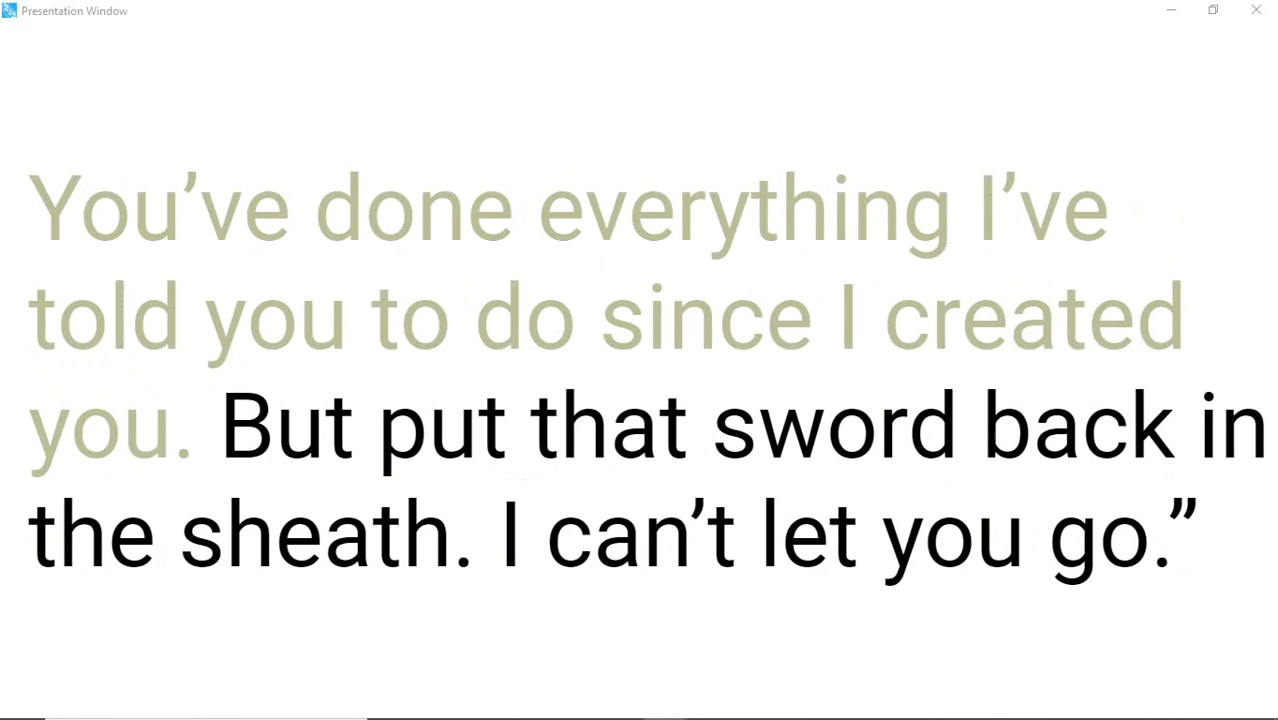 Presentation Window
You’ve done everything I’ve
told you to do since I created
you. But put that sword back in
the sheath. I can’t let you go.”